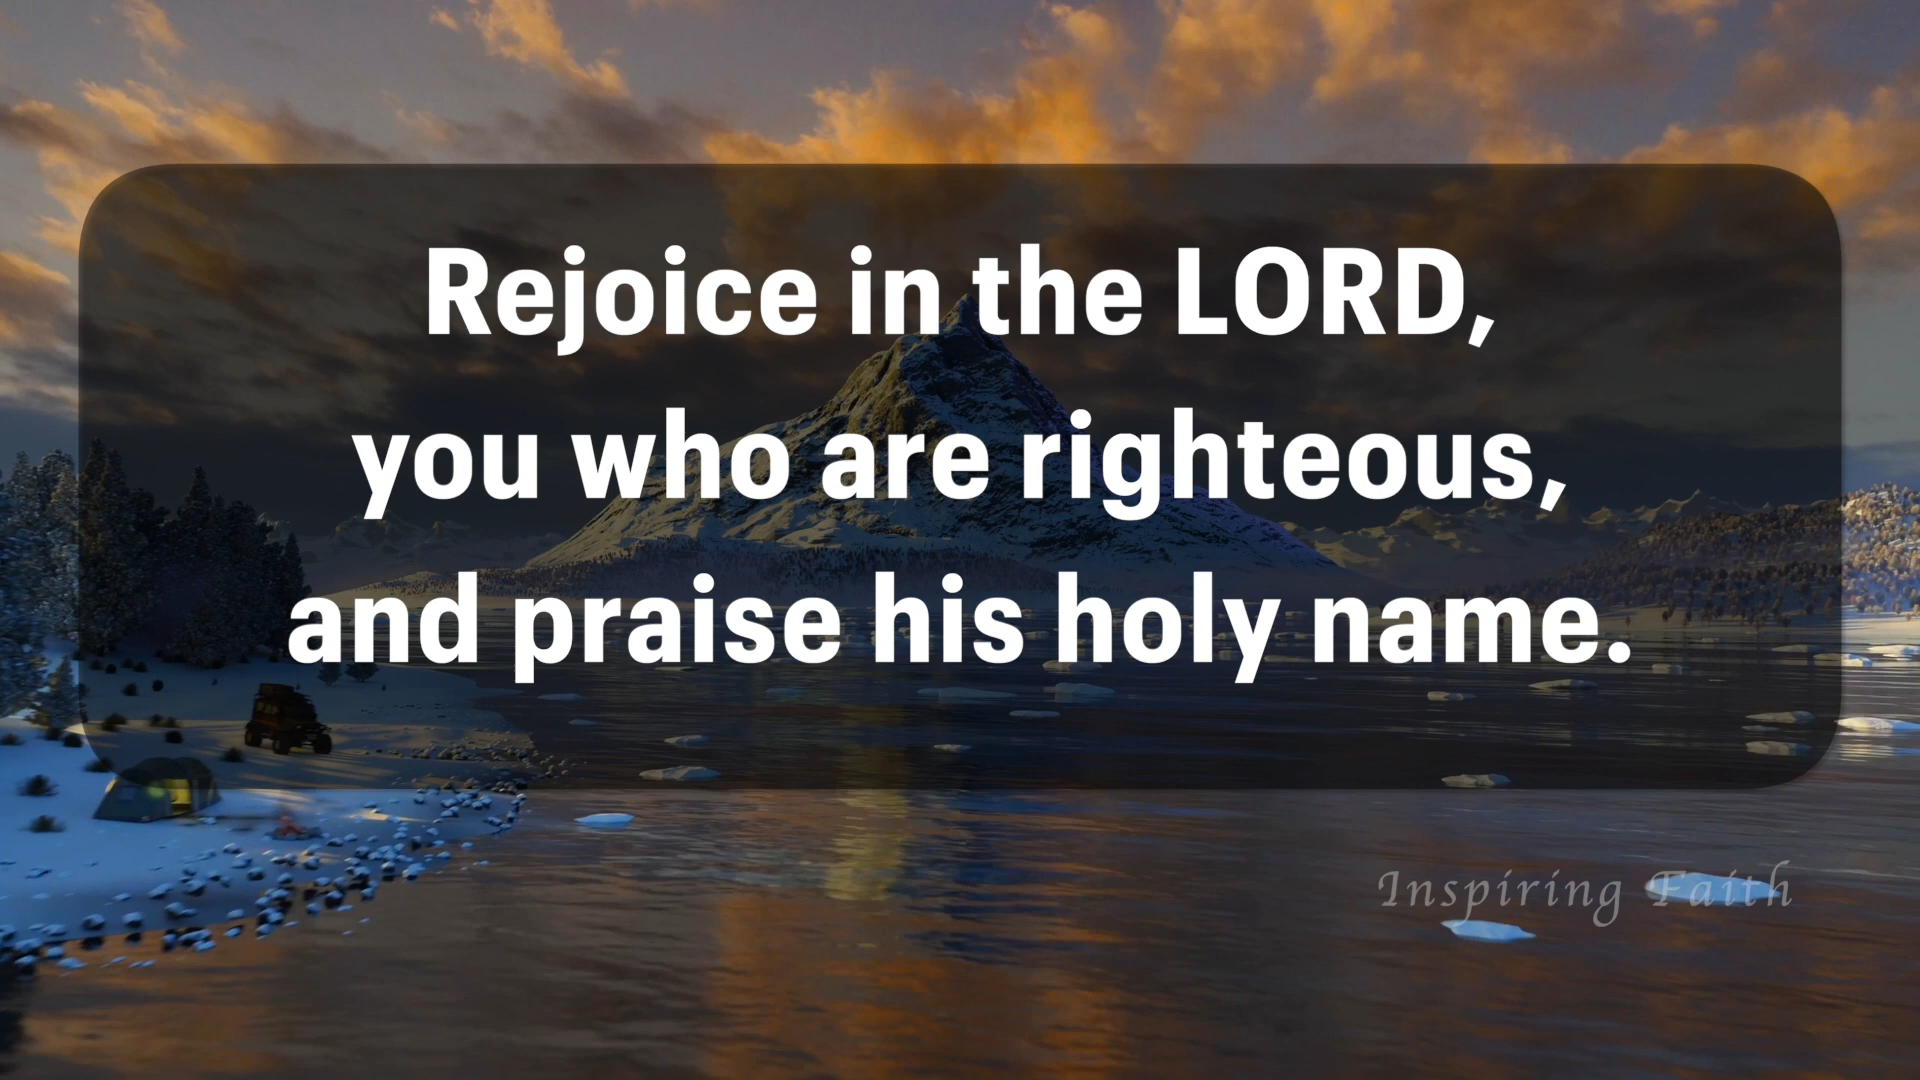 Rejoice in the LORD,
you who are righteous,
and praise his holy name.
Inspiring Faith